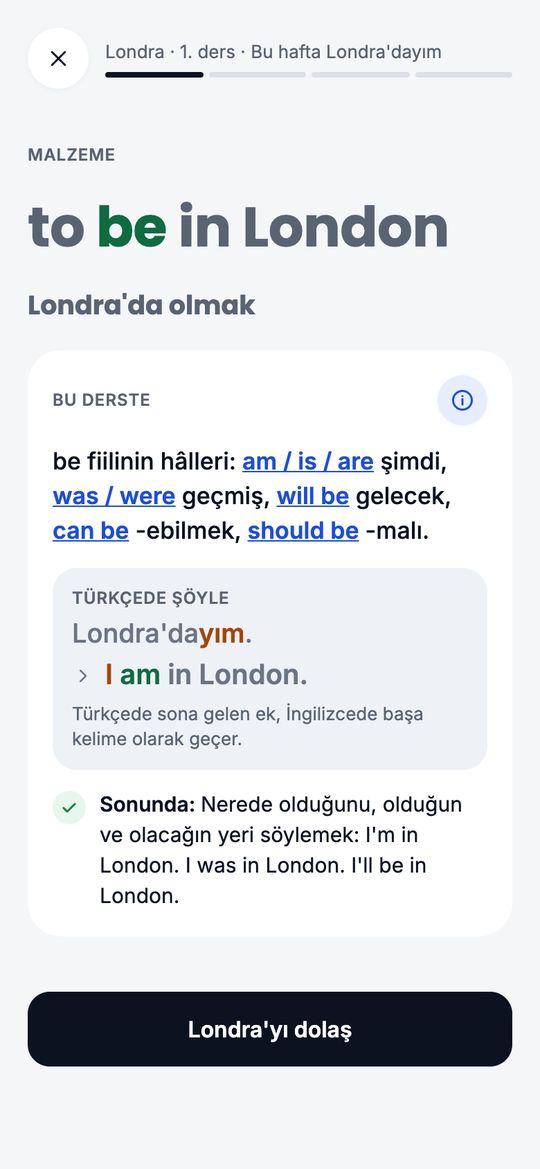 Londra · 1. ders · Bu hafta Londra'dayım
MALZEME
to be in London
Londra'da olmak
BU DERSTE
be fiilinin hâlleri: am / is / are şimdi,
was / were geçmiş, will be gelecek,
can be -ebilmek, should be -malı.
TÜRKÇEDE ŞÖYLE
Londra'dayım.
> I am in London.
Türkçede sona gelen ek, İngilizcede başa
kelime olarak geçer.
Sonunda: Nerede olduğunu, olduğun
ve olacağın yeri söylemek: I'm in
London. I was in London. I'll be in
London.
Londra'yı dolaş